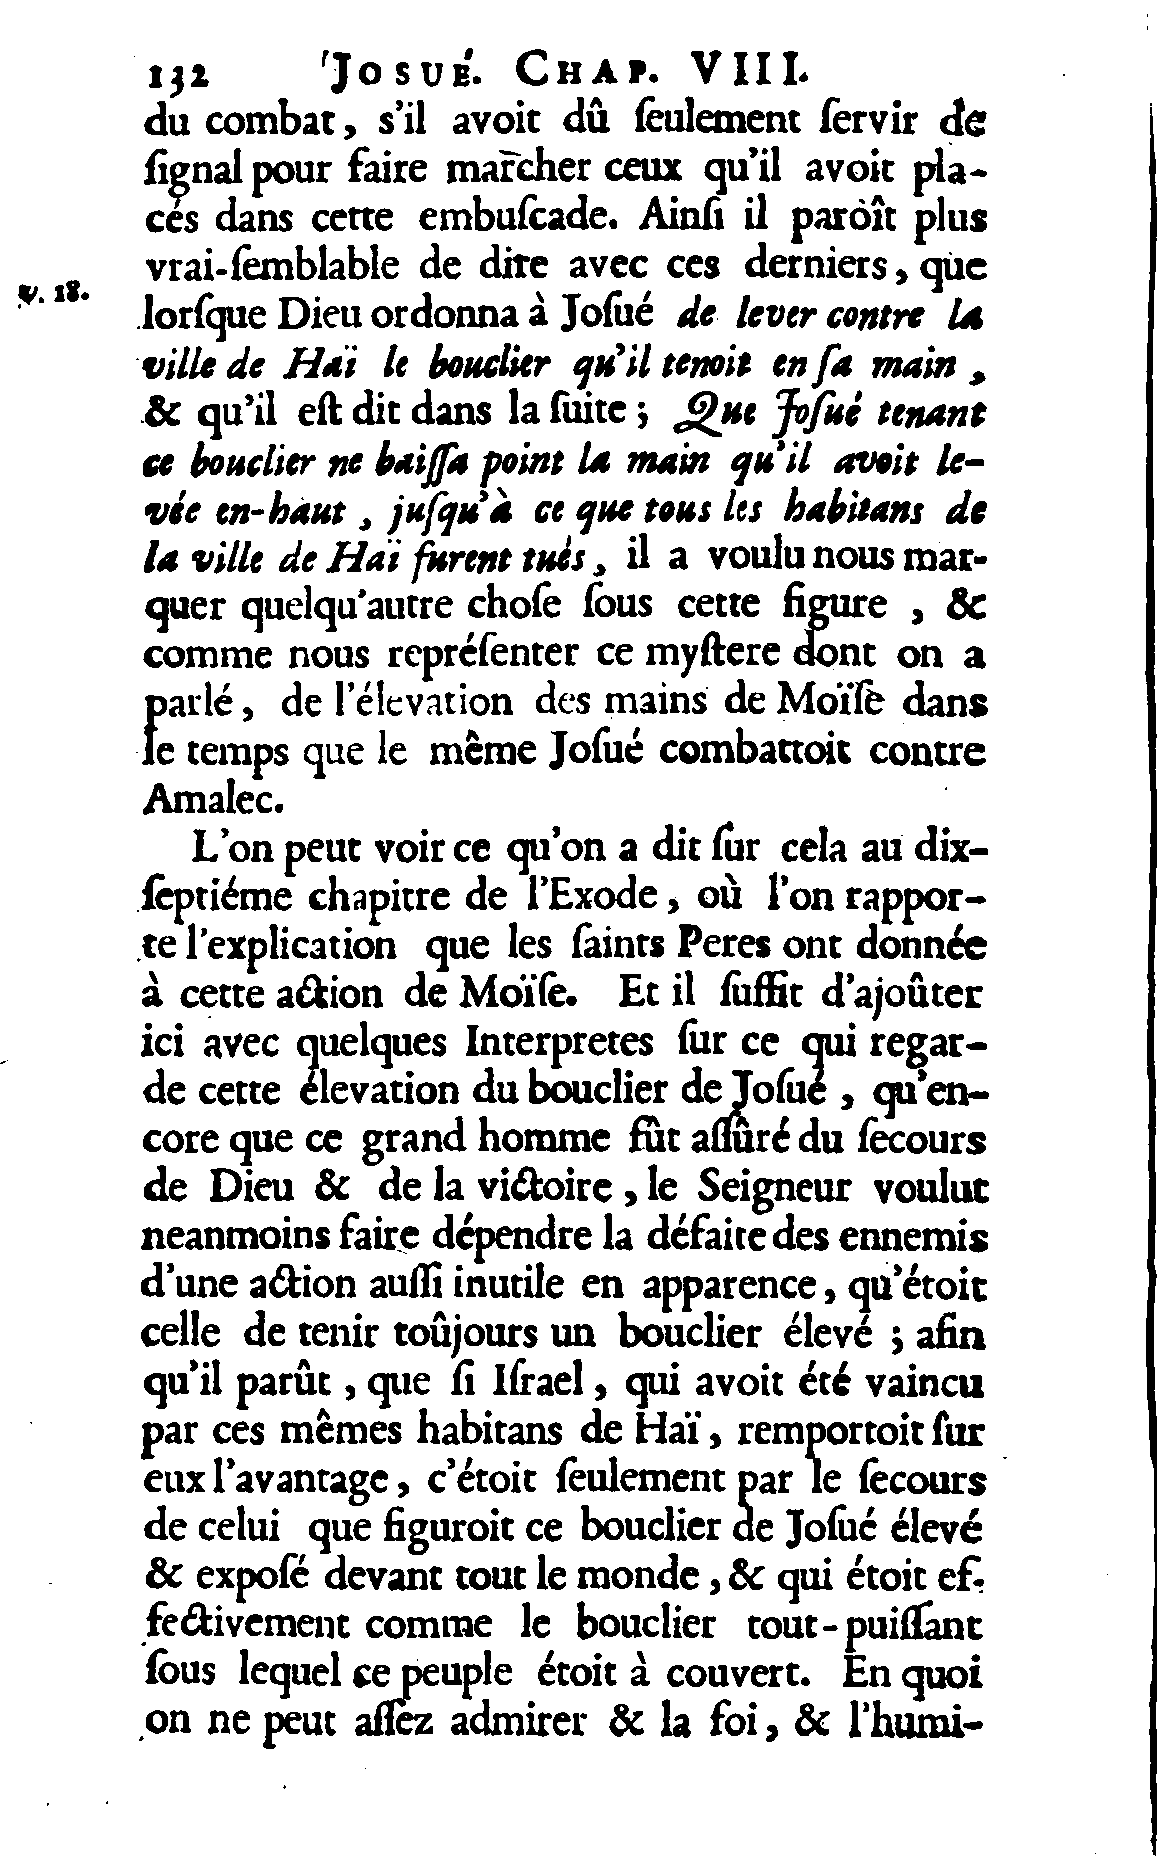 132 JOSUÉ. CHAP. VIII.
du combat, s'il avoit dû ſeulement ſervir de
ſignal pour faire marcher ceux qu'il avoit pla-
cés dans cette embuſcade. Ainſi il paroît plus
vrai-ſemblable de dire avec ces derniers, que
℣. 18.
lorſque Dieu ordonna à Joſué de lever contre la
ville de Haï le bouclier qu'il tenoit en ſa main,
& qu'il eſt dit dans la ſuite; Que Joſué tenant
ce bouclier ne baiſſa point la main qu'il avoit le-
vée en-haut, juſqu'à ce que tous les habitans de
la ville de Haï furent tués, il a voulu nous mar-
quer quelqu'autre choſe ſous cette figure, &
comme nous repréſenter ce myſtere dont on a
parlé, de l'élevation des mains de Moïſe dans
le temps que le même Joſué combattoit contre
Amalec.
L'on peut voir ce qu'on a dit ſur cela au dix-
ſeptiéme chapitre de l'Exode, où l'on rappor-
te l'explication que les ſaints Peres ont donnée
à cette action de Moïſe. Et il ſuffit d'ajoûter
ici avec quelques Interpretes ſur ce qui regar-
de cette élevation du bouclier de Joſué, qu'en-
core que ce grand homme fût aſſûré du ſecours
de Dieu & de la victoire, le Seigneur voulut
neanmoins faire dépendre la défaite des ennemis
d'une action auſſi inutile en apparence, qu'étoit
celle de tenir toûjours un bouclier élevé; afin
qu'il parût, que ſi Iſrael, qui avoit été vaincu
par ces mêmes habitans de Haï, remportoit ſur
eux l'avantage, c'étoit ſeulement par le ſecours
de celui que figuroit ce bouclier de Joſué élevé
& expoſé devant tout le monde, & qui étoit ef-
fectivement comme le bouclier tout-puiſſant
ſous lequel ce peuple étoit à couvert. En quoi
on ne peut aſſez admirer & la foi, & l'humi-